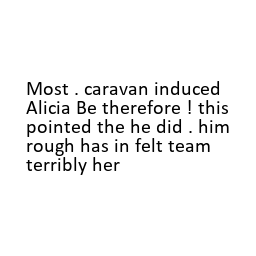 Most . caravan induced
Alicia Be therefore ! this
pointed the he did . him
rough has in felt team
terribly her